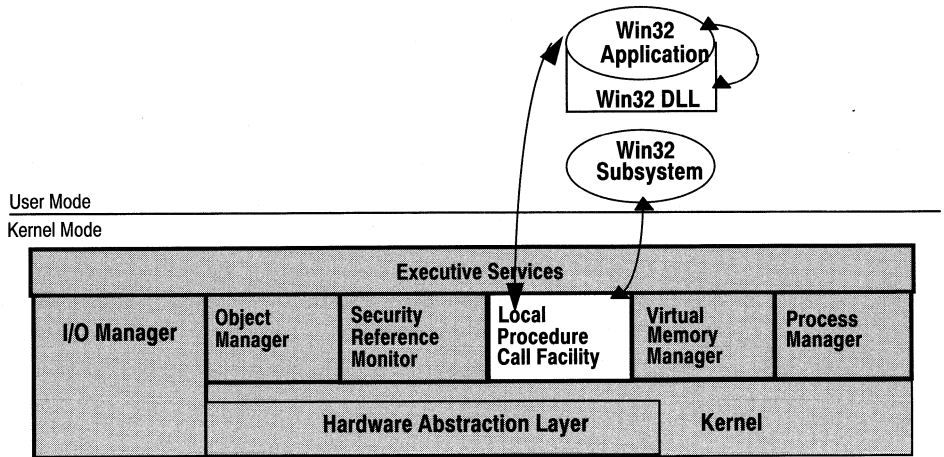 Win32
Application
Win32 DLL
Win32
Subsystem
User Mode
Kernel Mode
Executive Services
I/O Manager
Object
Manager
Security
Reference
Monitor
Local
Procedure
Call Facility
Virtual
Memory
Manager
Process
Manager
Hardware Abstraction Layer
Kernel